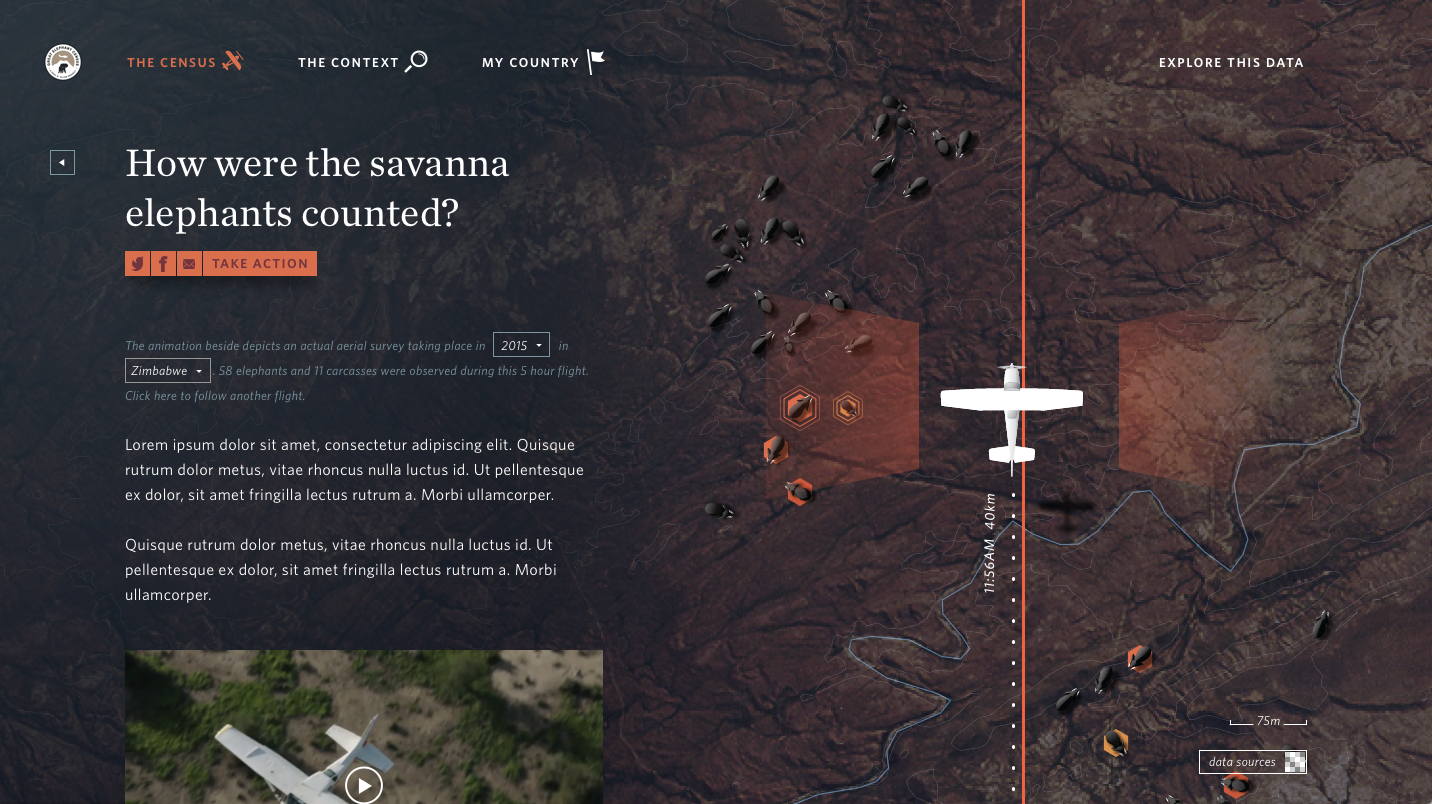 THE CENSUS
THE CONTEXT
MY COUNTRY
EXPLORE THIS DATA
How were the savanna
elephants counted?
TAKE ACTION
The animation beside depicts an actual aerial survey taking place in 2015 in
Zimbabwe . 58 elephants and 11 carcasses were observed during this 5 hour flight.
Click here to follow another flight.
Lorem ipsum dolor sit amet, consectetur adipiscing elit. Quisque
rutrum dolor metus, vitae rhoncus nulla luctus id. Ut pellentesque
ex dolor, sit amet fringilla lectus rutrum a. Morbi ullamcorper.
Quisque rutrum dolor metus, vitae rhoncus nulla luctus id. Ut
pellentesque ex dolor, sit amet fringilla lectus rutrum a. Morbi
ullamcorper.
11:56AM 40km
75m
data sources